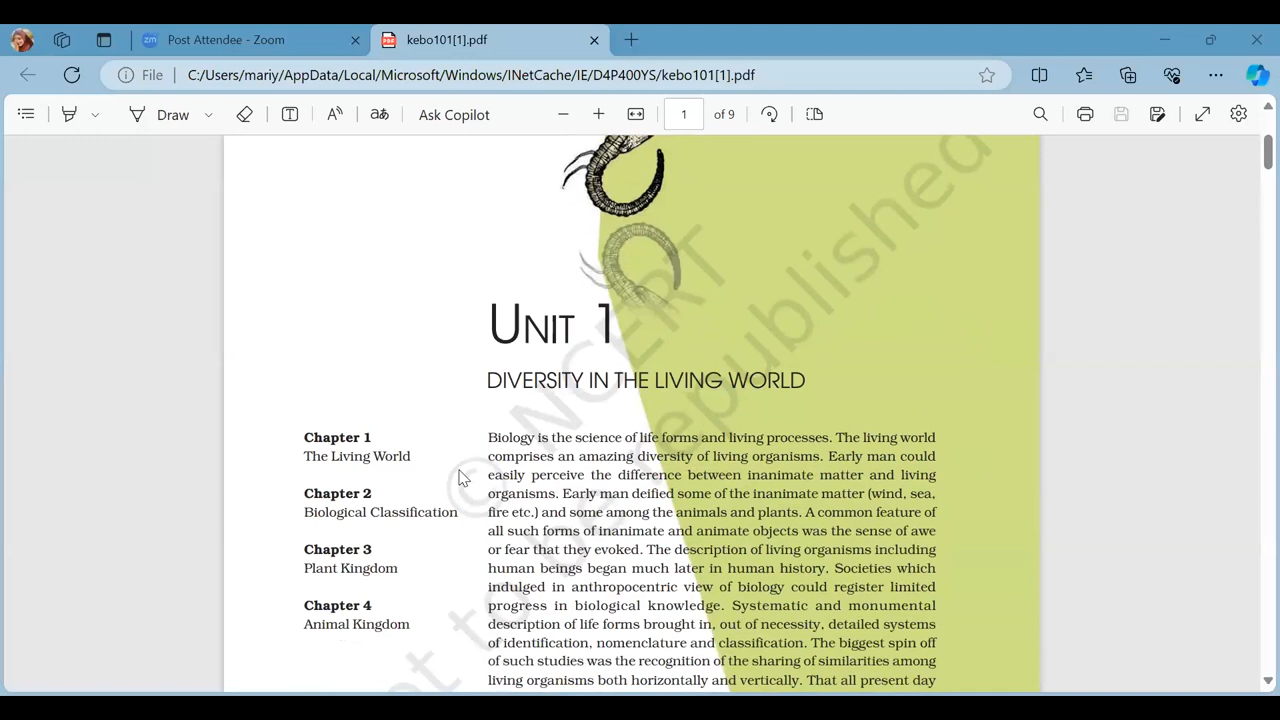 Post Attendee - Zoom
kebo101[1].pdf
File
C:/Users/mariy/AppData/Local/Microsoft/Windows/INetCache/IE/D4P400YS/kebo101[1].pdf
Draw
Ask Copilot
1 of 9
UNIT 1
DIVERSITY IN THE LIVING WORLD
Chapter 1
The Living World
Chapter 2
Biological Classification
Chapter 3
Plant Kingdom
Chapter 4
Animal Kingdom
Biology is the science of life forms and living processes. The living world
comprises an amazing diversity of living organisms. Early man could
easily perceive the difference between inanimate matter and living
organisms. Early man deified some of the inanimate matter (wind, sea,
fire etc.) and some among the animals and plants. A common feature of
all such forms of inanimate and animate objects was the sense of awe
or fear that they evoked. The description of living organisms including
human beings began much later in human history. Societies which
indulged in anthropocentric view of biology could register limited
progress in biological knowledge. Systematic and monumental
description of life forms brought in, out of necessity, detailed systems
of identification, nomenclature and classification. The biggest spin off
of such studies was the recognition of the sharing of similarities among
living organisms both horizontally and vertically. That all present day
© NCERT
not to be republished